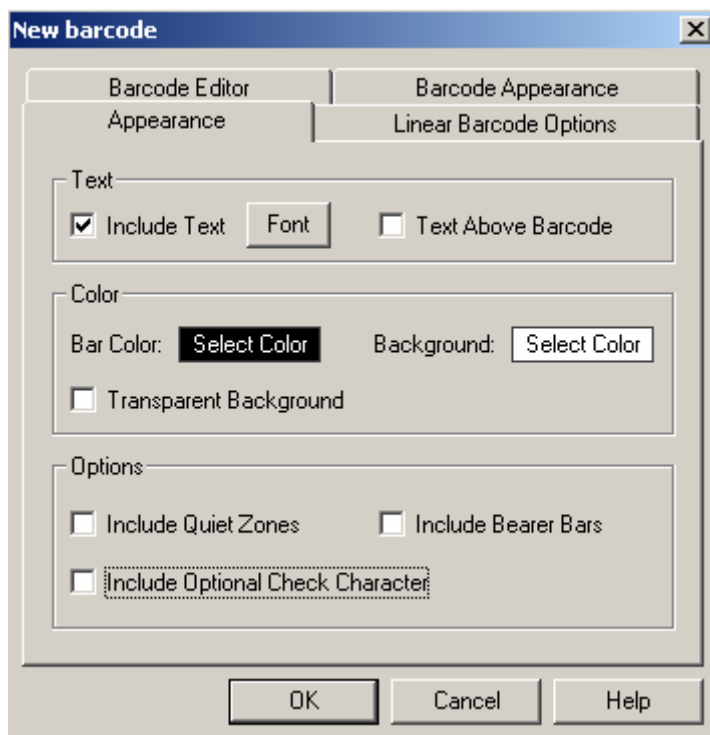 New barcode
Barcode Editor Barcode Appearance
Appearance Linear Barcode Options
Text
Include Text Font Text Above Barcode
Color
Bar Color: Select Color Background: Select Color
Transparent Background
Options
Include Quiet Zones Include Bearer Bars
Include Optional Check Character
OK Cancel Help